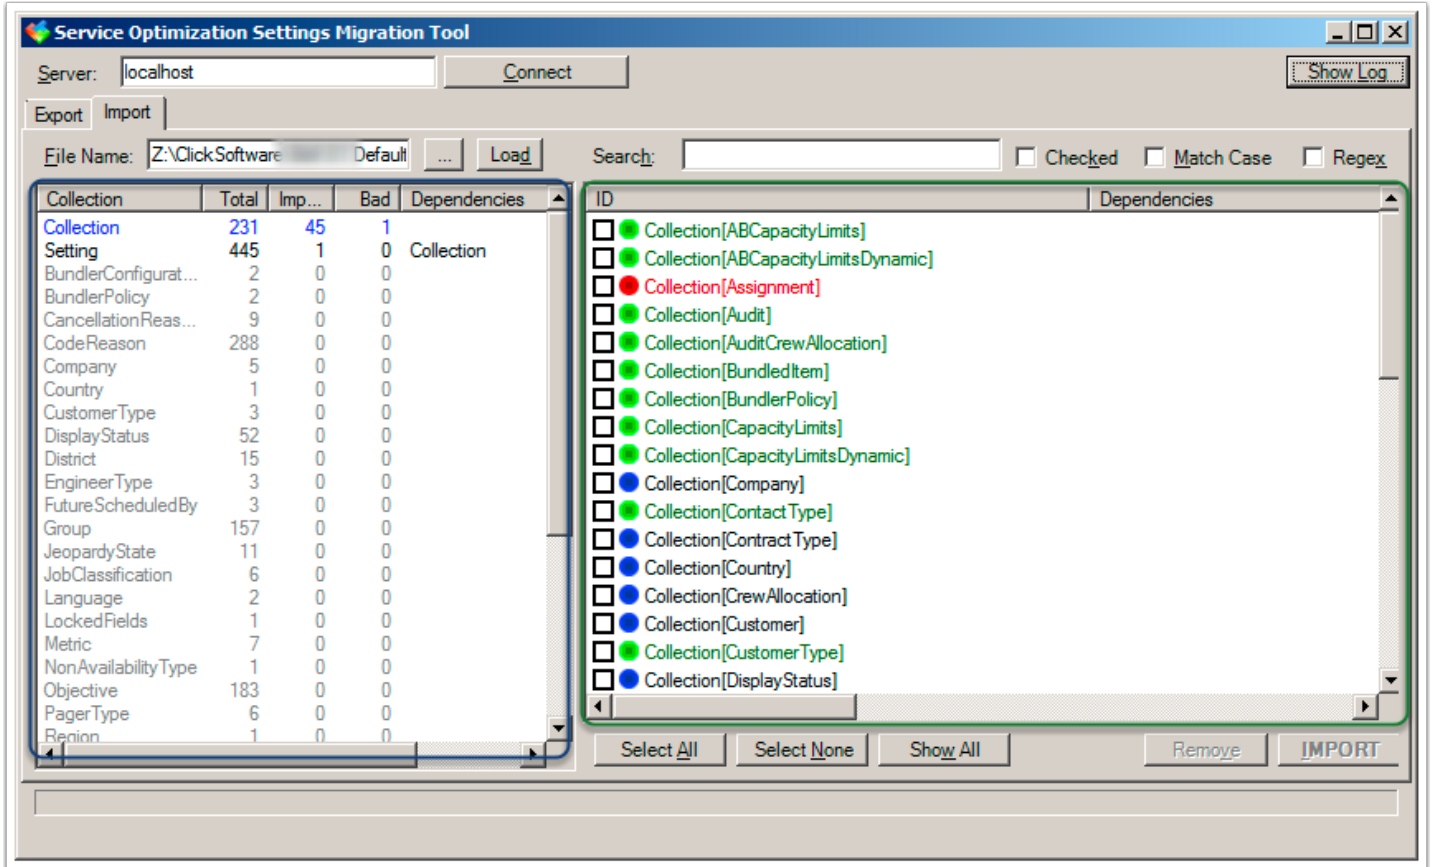 Service Optimization Settings Migration Tool
Server: localhost Connect Show Log
Export Import
File Name: Z:\ClickSoftware Default ... Load Search: Checked Match Case Regex
Collection Total Imp... Bad Dependencies
Collection 231 45 1
Setting 445 1 0 Collection
BundlerConfigurat... 2 0 0
BundlerPolicy 2 0 0
CancellationReas... 9 0 0
CodeReason 288 0 0
Company 5 0 0
Country 1 0 0
CustomerType 3 0 0
DisplayStatus 52 0 0
District 15 0 0
EngineerType 3 0 0
FutureScheduledBy 3 0 0
Group 157 0 0
JeopardyState 11 0 0
JobClassification 6 0 0
Language 2 0 0
LockedFields 1 0 0
Metric 7 0 0
NonAvailabilityType 1 0 0
Objective 183 0 0
PagerType 6 0 0
Region 1 0 0
ID Dependencies
Collection[ABCapacityLimits]
Collection[ABCapacityLimitsDynamic]
Collection[Assignment]
Collection[Audit]
Collection[AuditCrewAllocation]
Collection[BundledItem]
Collection[BundlerPolicy]
Collection[CapacityLimits]
Collection[CapacityLimitsDynamic]
Collection[Company]
Collection[ContactType]
Collection[ContractType]
Collection[Country]
Collection[CrewAllocation]
Collection[Customer]
Collection[CustomerType]
Collection[DisplayStatus]
Select All Select None Show All Remove IMPORT